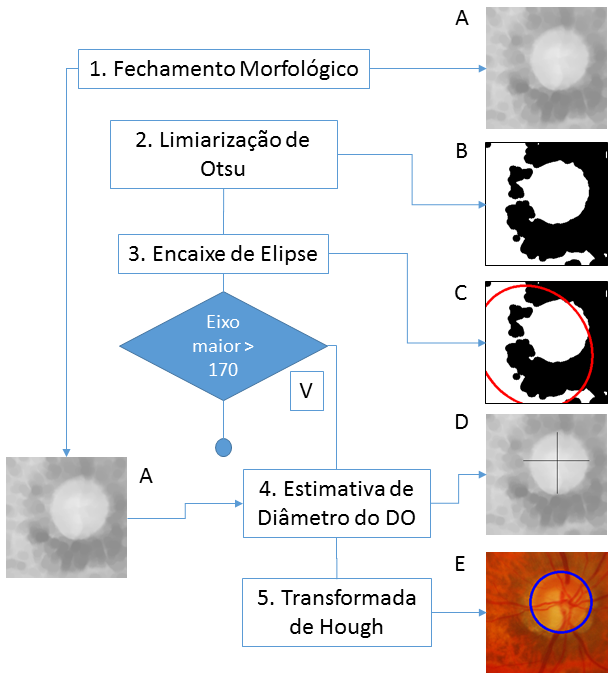 A
1. Fechamento Morfológico
2. Limiarização de
Otsu
B
3. Encaixe de Elipse
C
Eixo
maior >
170
V
D
A
4. Estimativa de
Diâmetro do DO
E
5. Transformada
de Hough